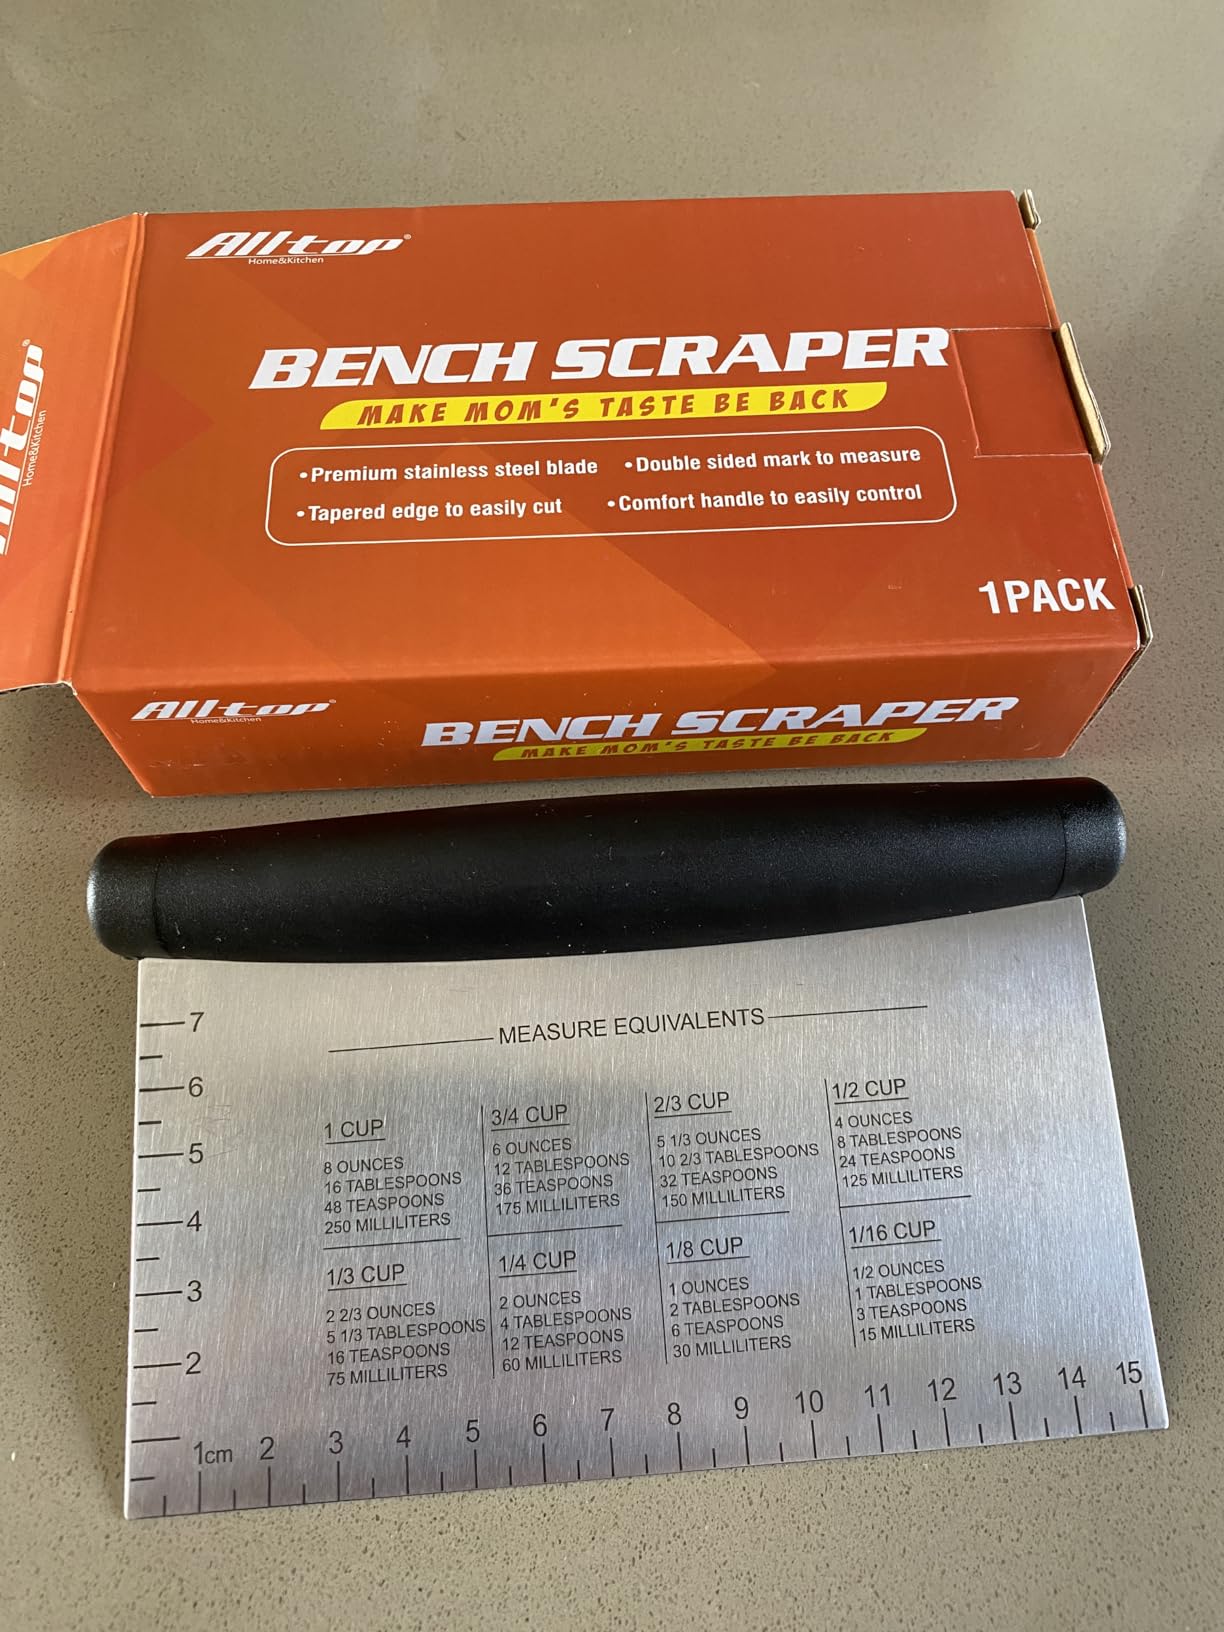 Alltop®
Home&Kitchen
BENCH SCRAPER
MAKE MOM'S TASTE BE BACK
•Premium stainless steel blade •Double sided mark to measure
•Tapered edge to easily cut •Comfort handle to easily control
1PACK
Alltop®
Home&Kitchen
Alltop®
Home&Kitchen
BENCH SCRAPER
MAKE MOM'S TASTE BE BACK
MEASURE EQUIVALENTS
1 CUP
8 OUNCES
16 TABLESPOONS
48 TEASPOONS
250 MILLILITERS
3/4 CUP
6 OUNCES
12 TABLESPOONS
36 TEASPOONS
175 MILLILITERS
2/3 CUP
5 1/3 OUNCES
10 2/3 TABLESPOONS
32 TEASPOONS
150 MILLILITERS
1/2 CUP
4 OUNCES
8 TABLESPOONS
24 TEASPOONS
125 MILLILITERS
1/3 CUP
2 2/3 OUNCES
5 1/3 TABLESPOONS
16 TEASPOONS
75 MILLILITERS
1/4 CUP
2 OUNCES
4 TABLESPOONS
12 TEASPOONS
60 MILLILITERS
1/8 CUP
1 OUNCES
2 TABLESPOONS
6 TEASPOONS
30 MILLILITERS
1/16 CUP
1/2 OUNCES
1 TABLESPOONS
3 TEASPOONS
15 MILLILITERS
7
6
5
4
3
2
1cm 2 3 4 5 6 7 8 9 10 11 12 13 14 15